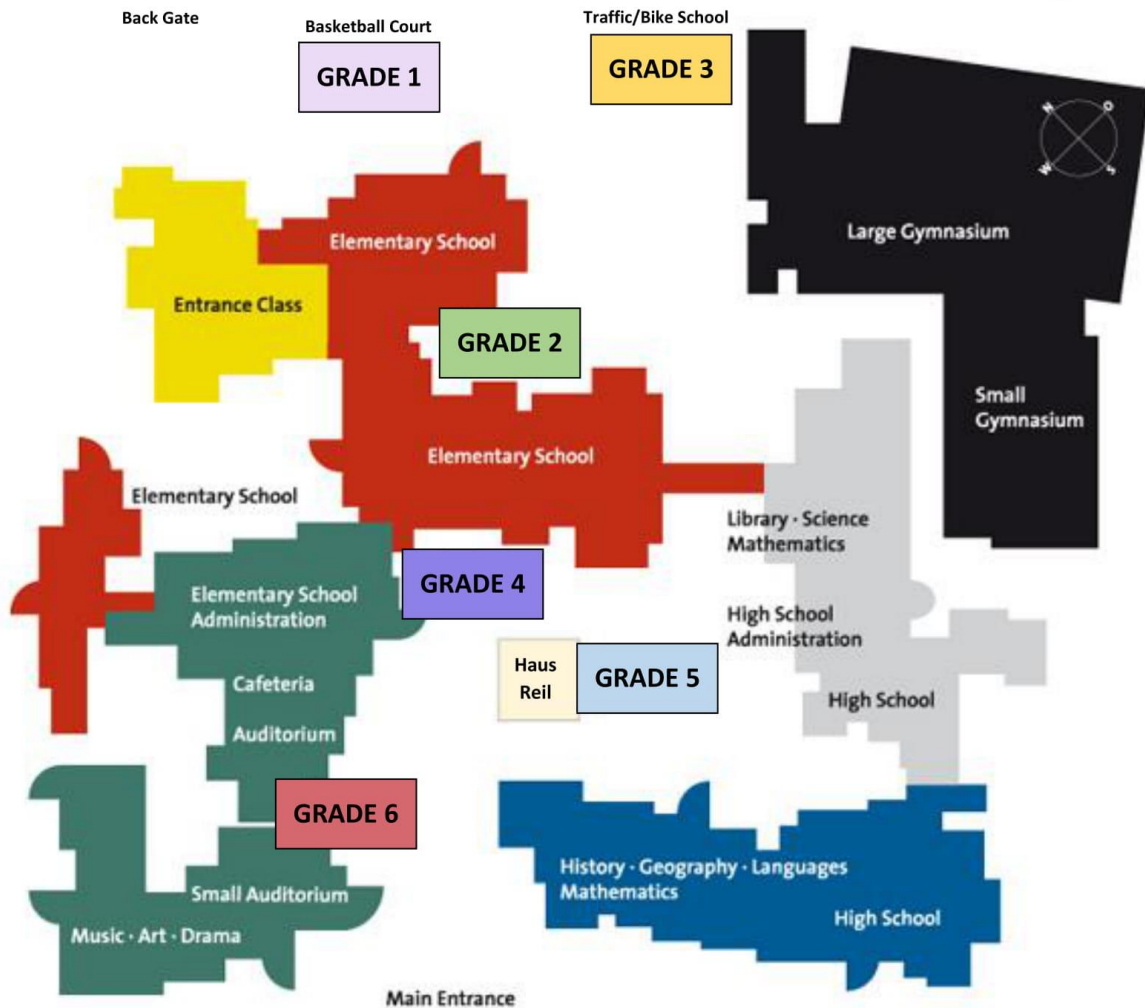 Back Gate
Basketball Court
Traffic/Bike School
GRADE 1
GRADE 3
N
O
W
S
Elementary School
Large Gymnasium
Entrance Class
GRADE 2
Small
Gymnasium
Elementary School
Elementary School
Library · Science
Mathematics
GRADE 4
Elementary School
Administration
High School
Administration
Haus
Reil
GRADE 5
Cafeteria
High School
Auditorium
GRADE 6
History · Geography · Languages
Mathematics
Small Auditorium
High School
Music · Art · Drama
Main Entrance